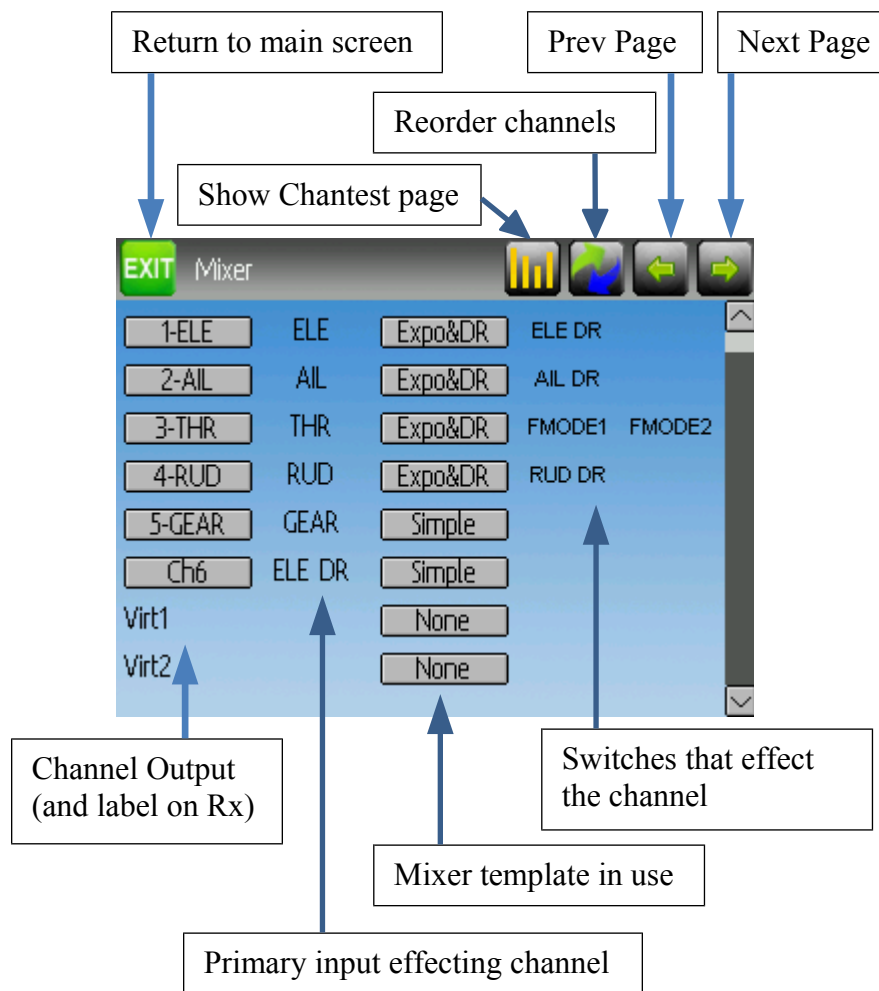 Return to main screen
Prev Page
Next Page
Reorder channels
Show Chantest page
EXIT Mixer
1-ELE ELE Expo&DR ELE DR
2-AIL AIL Expo&DR AIL DR
3-THR THR Expo&DR FMODE1 FMODE2
4-RUD RUD Expo&DR RUD DR
5-GEAR GEAR Simple
Ch6 ELE DR Simple
Virt1 None
Virt2 None
Channel Output
(and label on Rx)
Switches that effect
the channel
Mixer template in use
Primary input effecting channel